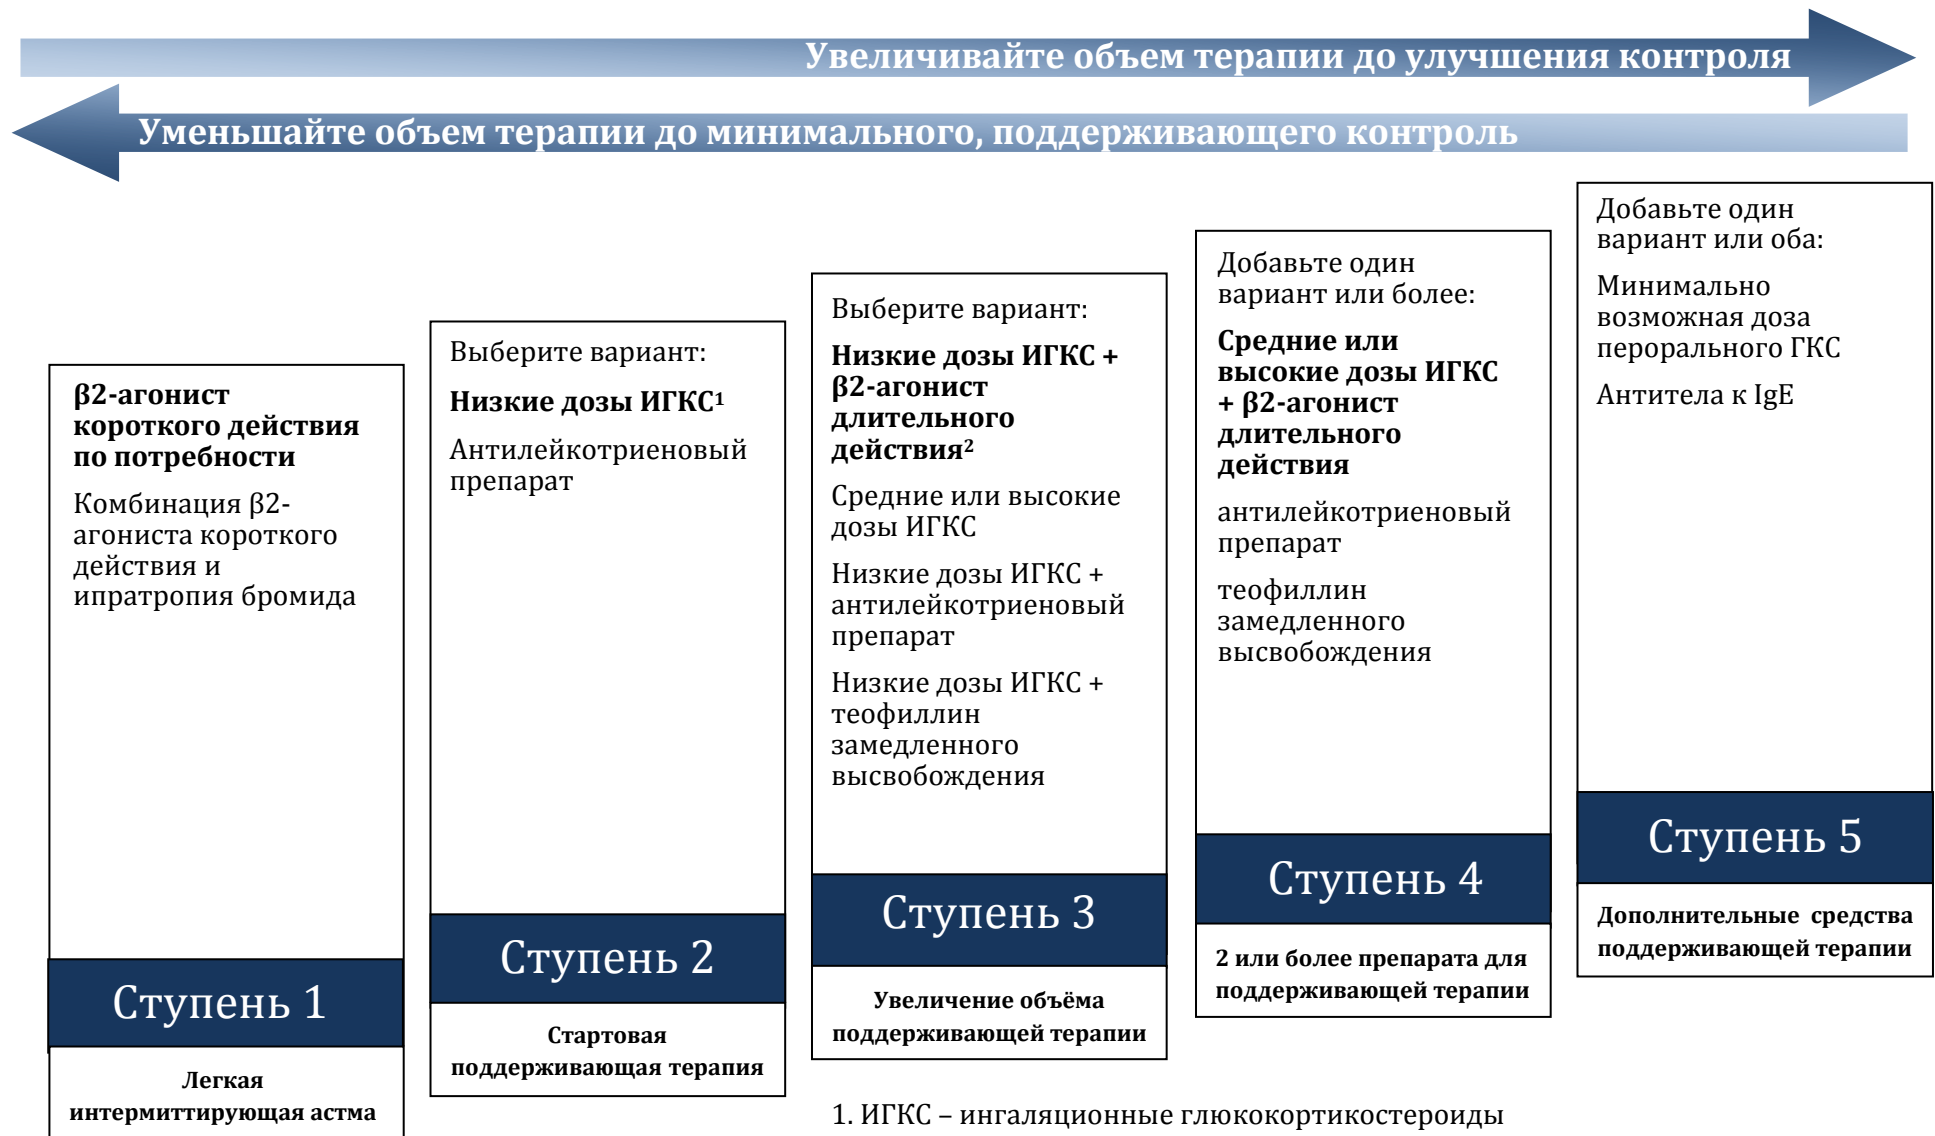 Увеличивайте объем терапии до улучшения контроля
Уменьшайте объем терапии до минимального, поддерживающего контроль
β2-агонист
короткого действия
по потребности
Комбинация β2-
агониста короткого
действия и
ипратропия бромида
Ступень 1
Легкая
интермиттирующая астма
Выберите вариант:
Низкие дозы ИГКС¹
Антилейкотриеновый
препарат
Ступень 2
Стартовая
поддерживающая терапия
Выберите вариант:
Низкие дозы ИГКС +
β2-агонист
длительного
действия²
Средние или высокие
дозы ИГКС
Низкие дозы ИГКС +
антилейкотриеновый
препарат
Низкие дозы ИГКС +
теофиллин
замедленного
высвобождения
Ступень 3
Увеличение объёма
поддерживающей терапии
Добавьте один
вариант или более:
Средние или
высокие дозы ИГКС
+ β2-агонист
длительного
действия
антилейкотриеновый
препарат
теофиллин
замедленного
высвобождения
Ступень 4
2 или более препарата для
поддерживающей терапии
Добавьте один
вариант или оба:
Минимально
возможная доза
перорального ГКС
Антитела к IgE
Ступень 5
Дополнительные средства
поддерживающей терапии
1. ИГКС – ингаляционные глюкокортикостероиды